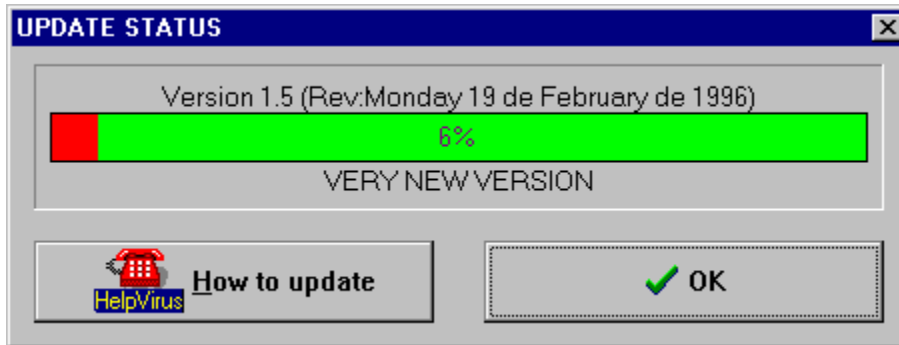 UPDATE STATUS
Version 1.5 (Rev:Monday 19 de February de 1996)
6%
VERY NEW VERSION
HelpVirus
How to update
OK